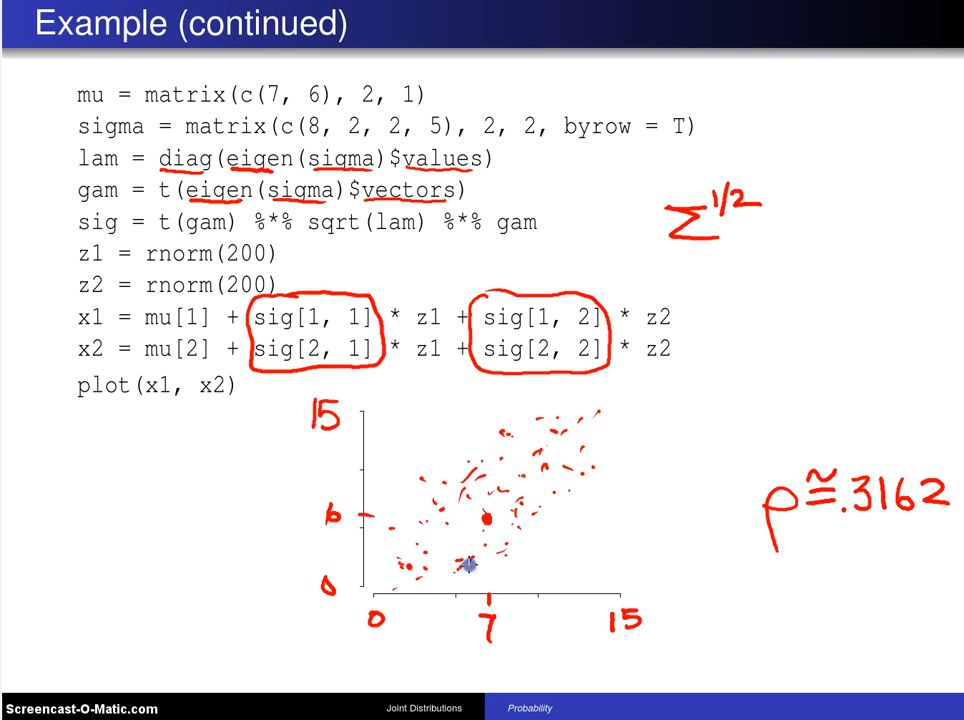 Example (continued)
mu = matrix(c(7, 6), 2, 1)
sigma = matrix(c(8, 2, 2, 5), 2, 2, byrow = T)
lam = diag(eigen(sigma)$values)
gam = t(eigen(sigma)$vectors)
sig = t(gam) %*% sqrt(lam) %*% gam
Σ^1/2
z1 = rnorm(200)
z2 = rnorm(200)
x1 = mu[1] + sig[1, 1] * z1 + sig[1, 2] * z2
x2 = mu[2] + sig[2, 1] * z1 + sig[2, 2] * z2
plot(x1, x2)
15
6
ρ ≅ .3162
0
0 7 15
Screencast-O-Matic.com Joint Distributions Probability